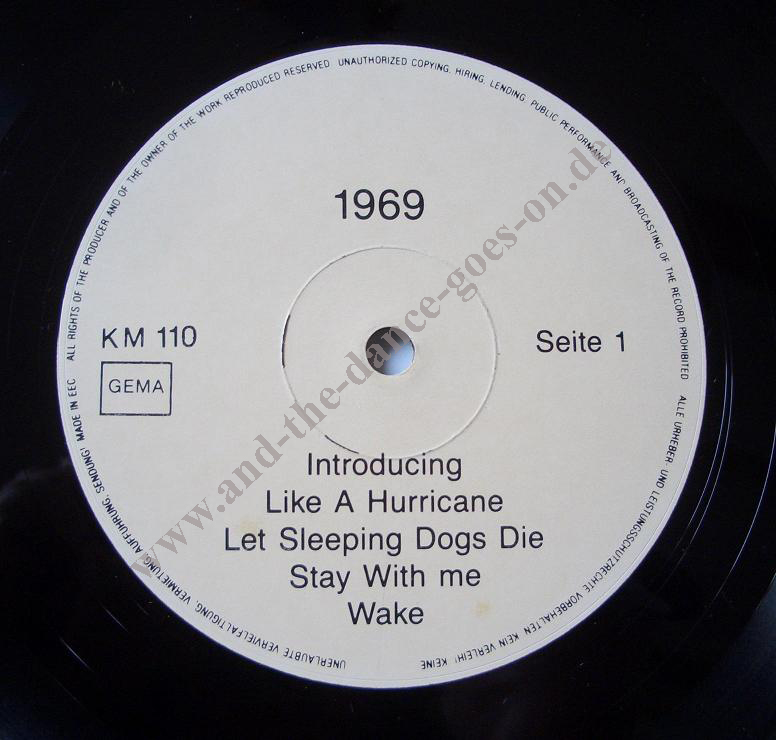 ALL RIGHTS OF THE PRODUCER AND OF THE OWNER OF THE WORK REPRODUCED RESERVED UNAUTHORIZED COPYING, HIRING, LENDING, PUBLIC PERFORMANCE AND BROADCASTING OF THE RECORD PROHIBITED
1969
KM 110
GEMA
Seite 1
Introducing
Like A Hurricane
Let Sleeping Dogs Die
Stay With me
Wake
ALLE URHEBER- UND LEISTUNGSSCHUTZRECHTE VORBEHALTEN KEIN VERLEIH! KEINE UNERLAUBTE VERVIELFÄLTIGUNG, VERMIETUNG, AUFFÜHRUNG, SENDUNG! MADE IN EEC
www.and-the-dance-goes-on.de